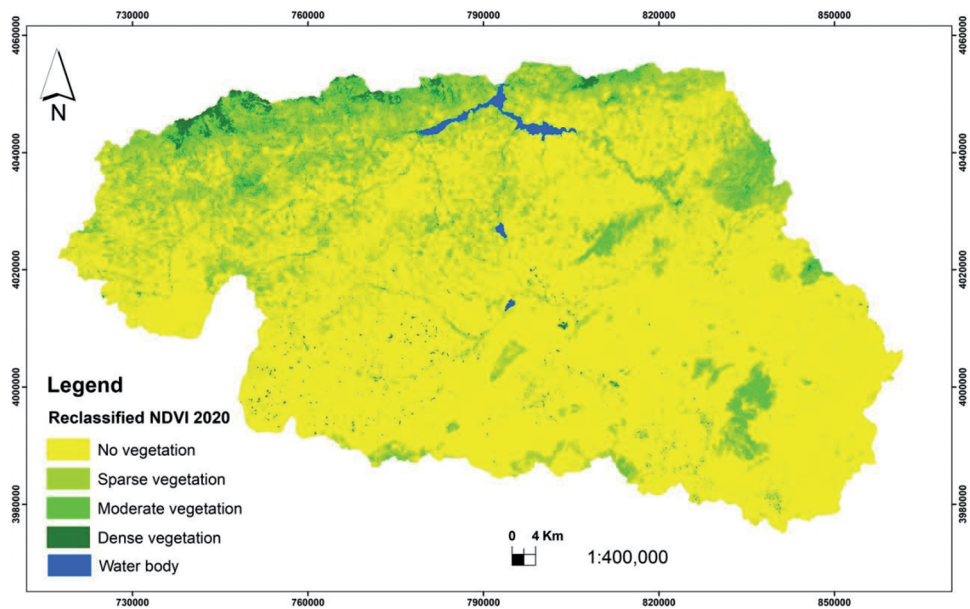 730000 760000 790000 820000 850000
4060000 4060000
N
4040000 4040000
4020000 4020000
4000000 4000000
3980000 3980000
Legend
Reclassified NDVI 2020
No vegetation
Sparse vegetation
Moderate vegetation
Dense vegetation
Water body
0 4 Km
1:400,000
730000 760000 790000 820000 850000